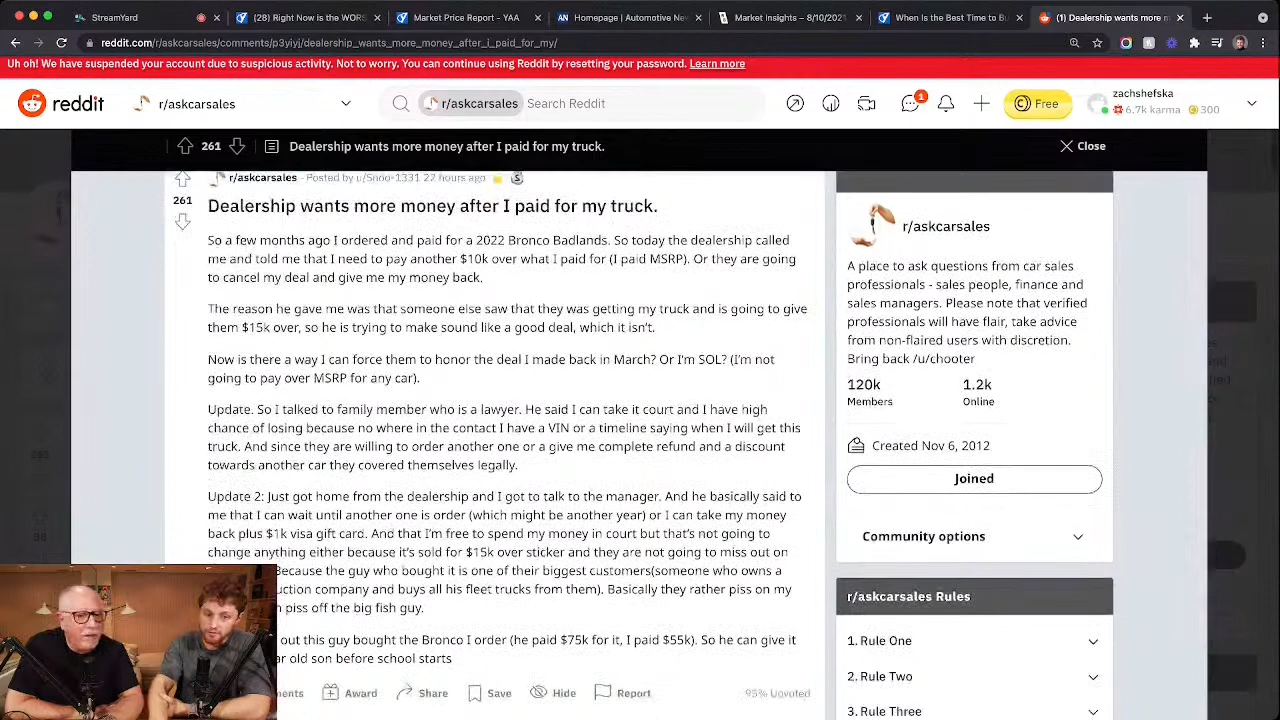 StreamYard
(28) Right Now is the WORS
Market Price Report - YAA
Homepage | Automotive Nev
Market Insights – 8/10/2021
When Is the Best Time to Bu
(1) Dealership wants more m
reddit.com/r/askcarsales/comments/p3yiyj/dealership_wants_more_money_after_i_paid_for_my/
Uh oh! We have suspended your account due to suspicious activity. Not to worry. You can continue using Reddit by resetting your password. Learn more
reddit
r/askcarsales
r/askcarsales Search Reddit
1
Free
zachshefska
6.7k karma 300
261
Dealership wants more money after I paid for my truck.
Close
r/askcarsales · Posted by u/Snoo-1331 22 hours ago
261
Dealership wants more money after I paid for my truck.
So a few months ago I ordered and paid for a 2022 Bronco Badlands. So today the dealership called
me and told me that I need to pay another $10k over what I paid for (I paid MSRP). Or they are going
to cancel my deal and give me my money back.
The reason he gave me was that someone else saw that they was getting my truck and is going to give
them $15k over, so he is trying to make sound like a good deal, which it isn't.
Now is there a way I can force them to honor the deal I made back in March? Or I'm SOL? (I'm not
going to pay over MSRP for any car).
Update. So I talked to family member who is a lawyer. He said I can take it court and I have high
chance of losing because no where in the contact I have a VIN or a timeline saying when I will get this
truck. And since they are willing to order another one or a give me complete refund and a discount
towards another car they covered themselves legally.
Update 2: Just got home from the dealership and I got to talk to the manager. And he basically said to
me that I can wait until another one is order (which might be another year) or I can take my money
back plus $1k visa gift card. And that I'm free to spend my money in court but that's not going to
change anything either because it's sold for $15k over sticker and they are not going to miss out on
Because the guy who bought it is one of their biggest customers(someone who owns a
uction company and buys all his fleet trucks from them). Basically they rather piss on my
piss off the big fish guy.
out this guy bought the Bronco I order (he paid $75k for it, I paid $55k). So he can give it
ar old son before school starts
ments
Award
Share
Save
Hide
Report
93% Upvoted
r/askcarsales
A place to ask questions from car sales
professionals - sales people, finance and
sales managers. Please note that verified
professionals will have flair, take advice
from non-flaired users with discretion.
Bring back /u/chooter
120k
1.2k
Members
Online
Created Nov 6, 2012
Joined
Community options
r/askcarsales Rules
1. Rule One
2. Rule Two
3. Rule Three